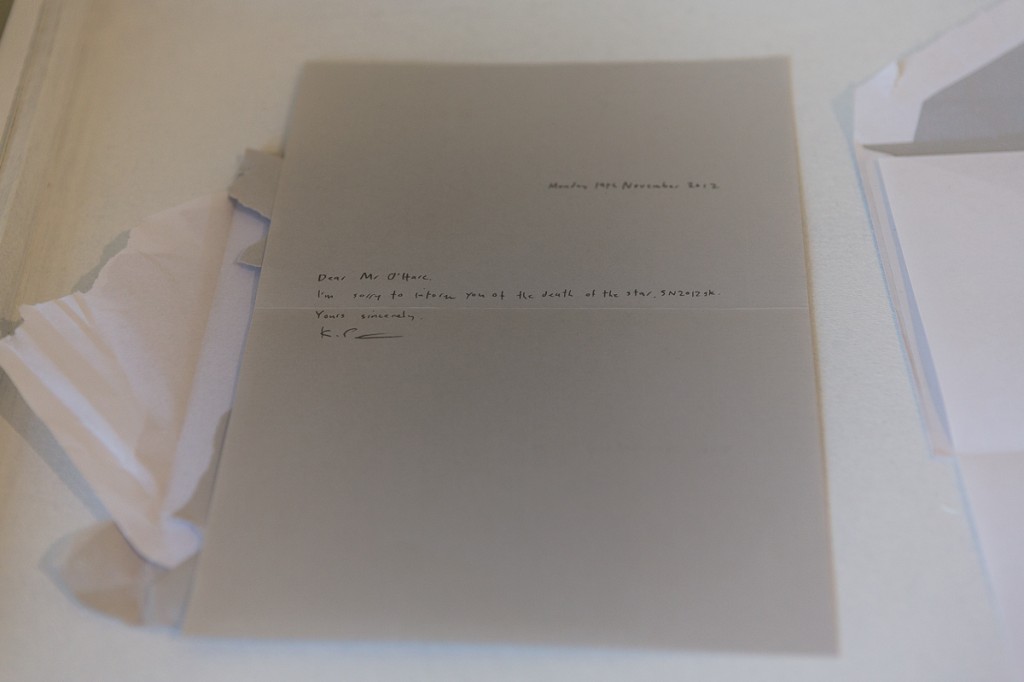 Monday 19th November 2012
Dear Mr O'Hare
I'm sorry to inform you of the death of the star, SN2012gk.
Yours sincerely.
K. P